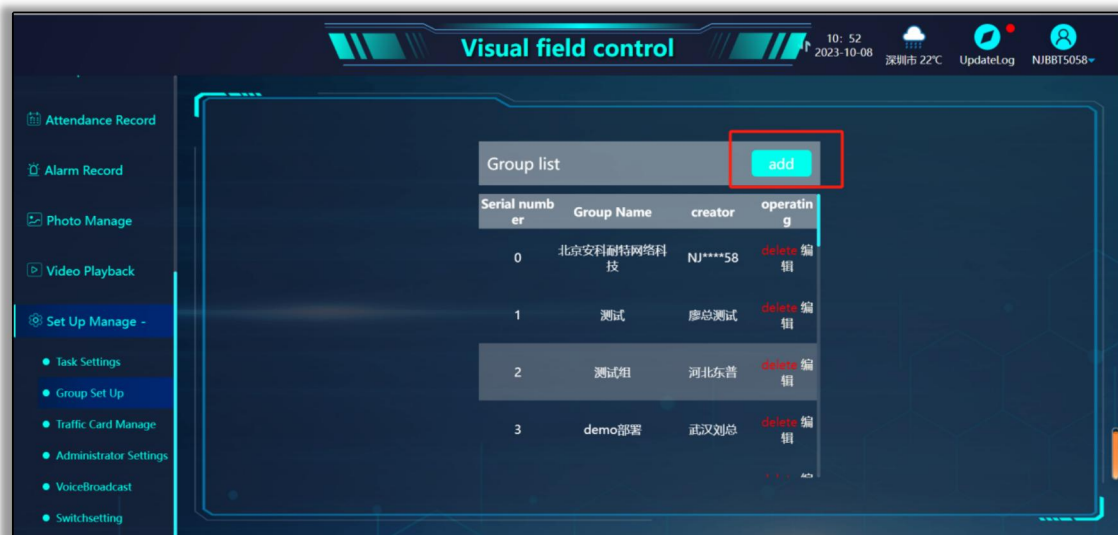 Visual field control
10: 52
2023-10-08
深圳市 22℃
UpdateLog
NJBBT5058
Attendance Record
Alarm Record
Photo Manage
Video Playback
Set Up Manage -
Task Settings
Group Set Up
Traffic Card Manage
Administrator Settings
VoiceBroadcast
Switchsetting
Group list
add
Serial numb
er
Group Name
creator
operatin
g
0
北京安科耐特网络科
技
NJ****58
delete 编
辑
1
测试
廖总测试
delete 编
辑
2
测试组
河北东普
delete 编
辑
3
demo部署
武汉刘总
delete 编
辑